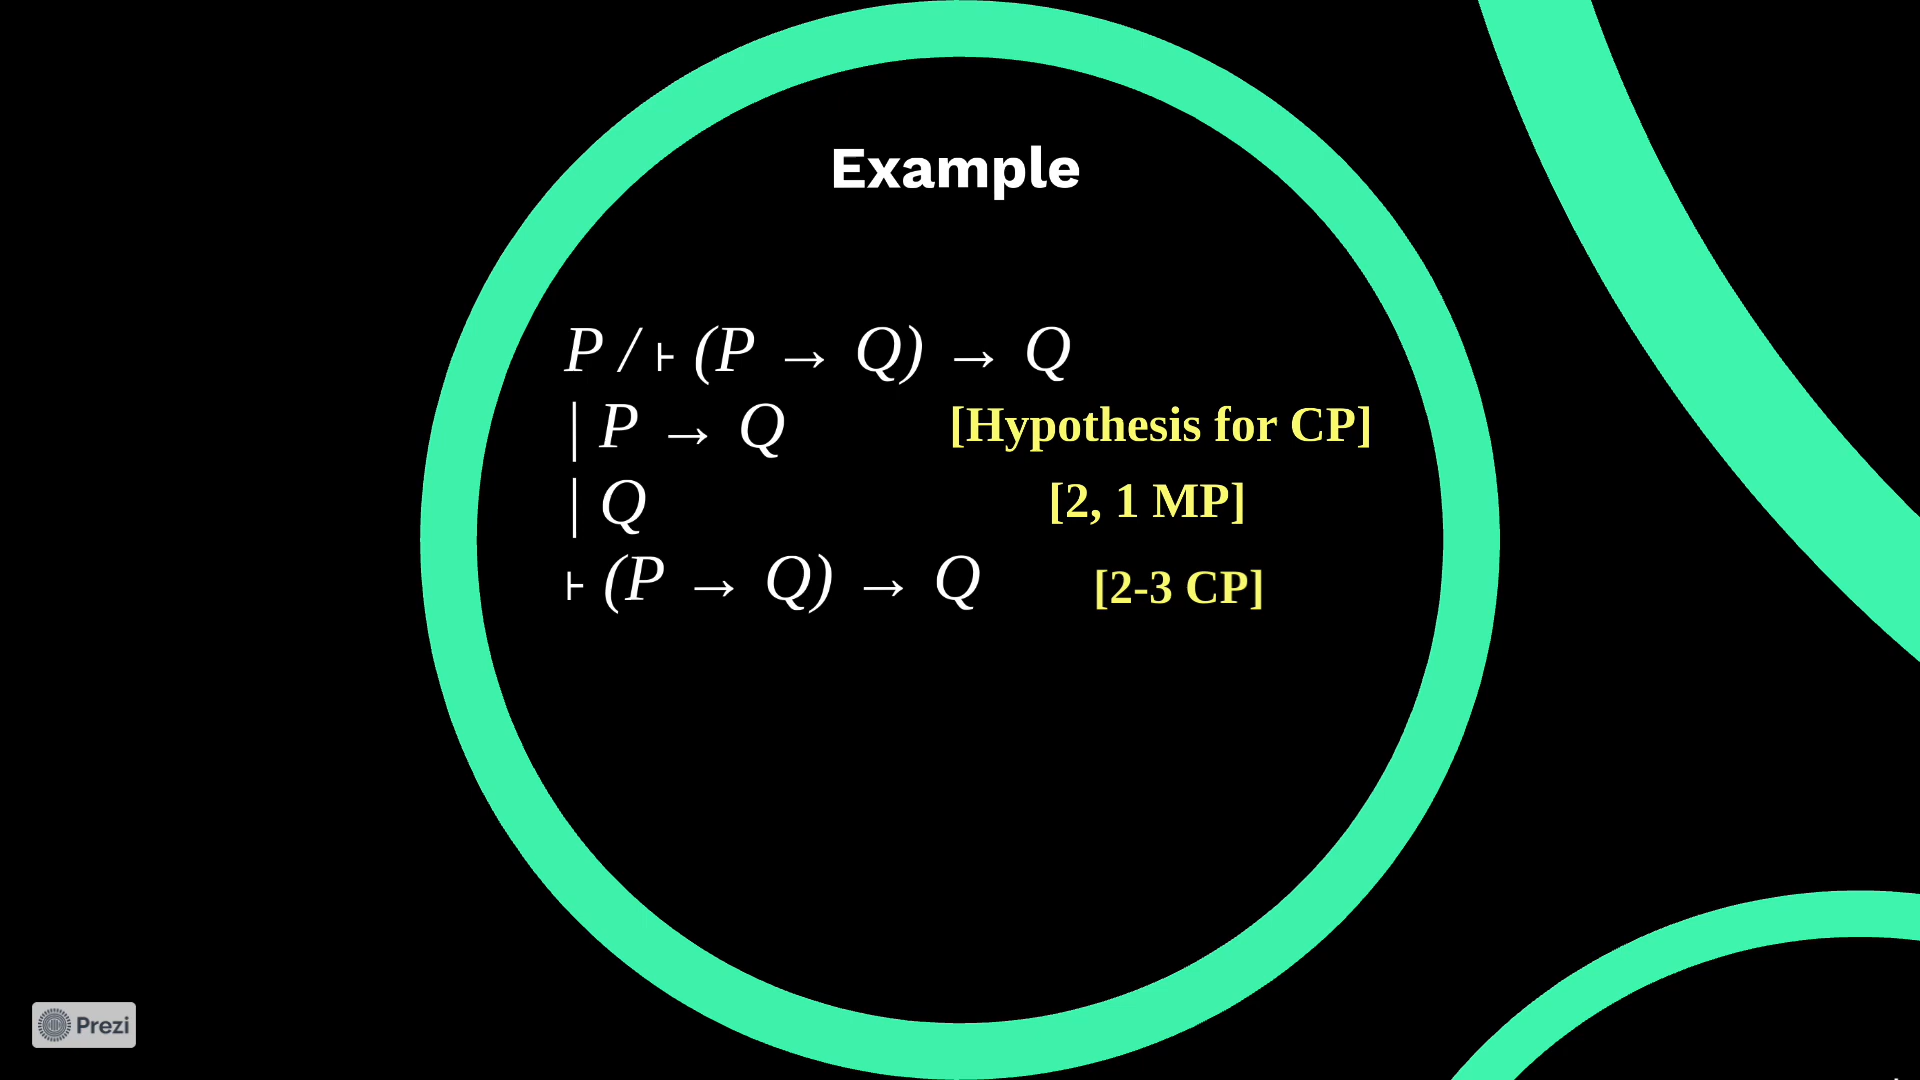 Example
P / ⊦ (P → Q) → Q
| P → Q [Hypothesis for CP]
| Q [2, 1 MP]
⊦ (P → Q) → Q [2-3 CP]
Prezi